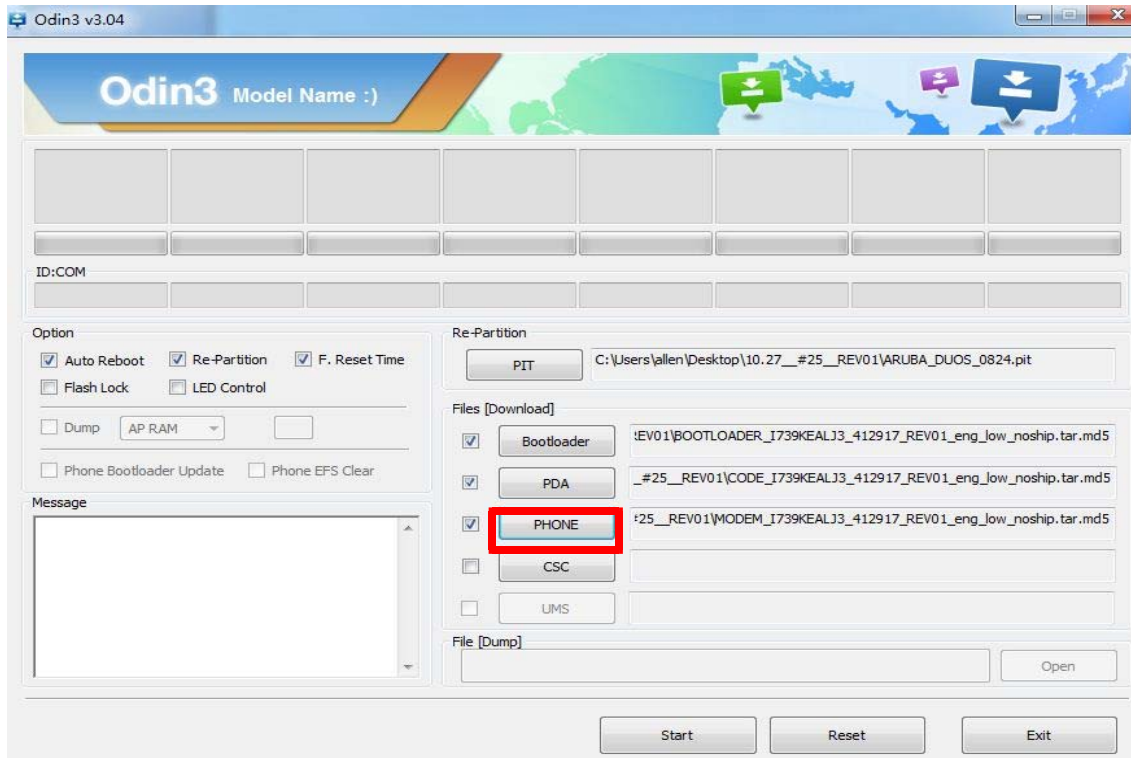 Odin3 v3.04
Odin3 Model Name :)
ID:COM
Option
Auto Reboot Re-Partition F. Reset Time
Flash Lock LED Control
Dump AP RAM
Phone Bootloader Update Phone EFS Clear
Message
Re-Partition
PIT C:\Users\allen\Desktop\10.27__#25__REV01\ARUBA_DUOS_0824.pit
Files [Download]
Bootloader EV01\BOOTLOADER_I739KEALJ3_412917_REV01_eng_low_noship.tar.md5
PDA _#25__REV01\CODE_I739KEALJ3_412917_REV01_eng_low_noship.tar.md5
PHONE 25__REV01\MODEM_I739KEALJ3_412917_REV01_eng_low_noship.tar.md5
CSC
UMS
File [Dump]
Open
Start Reset Exit